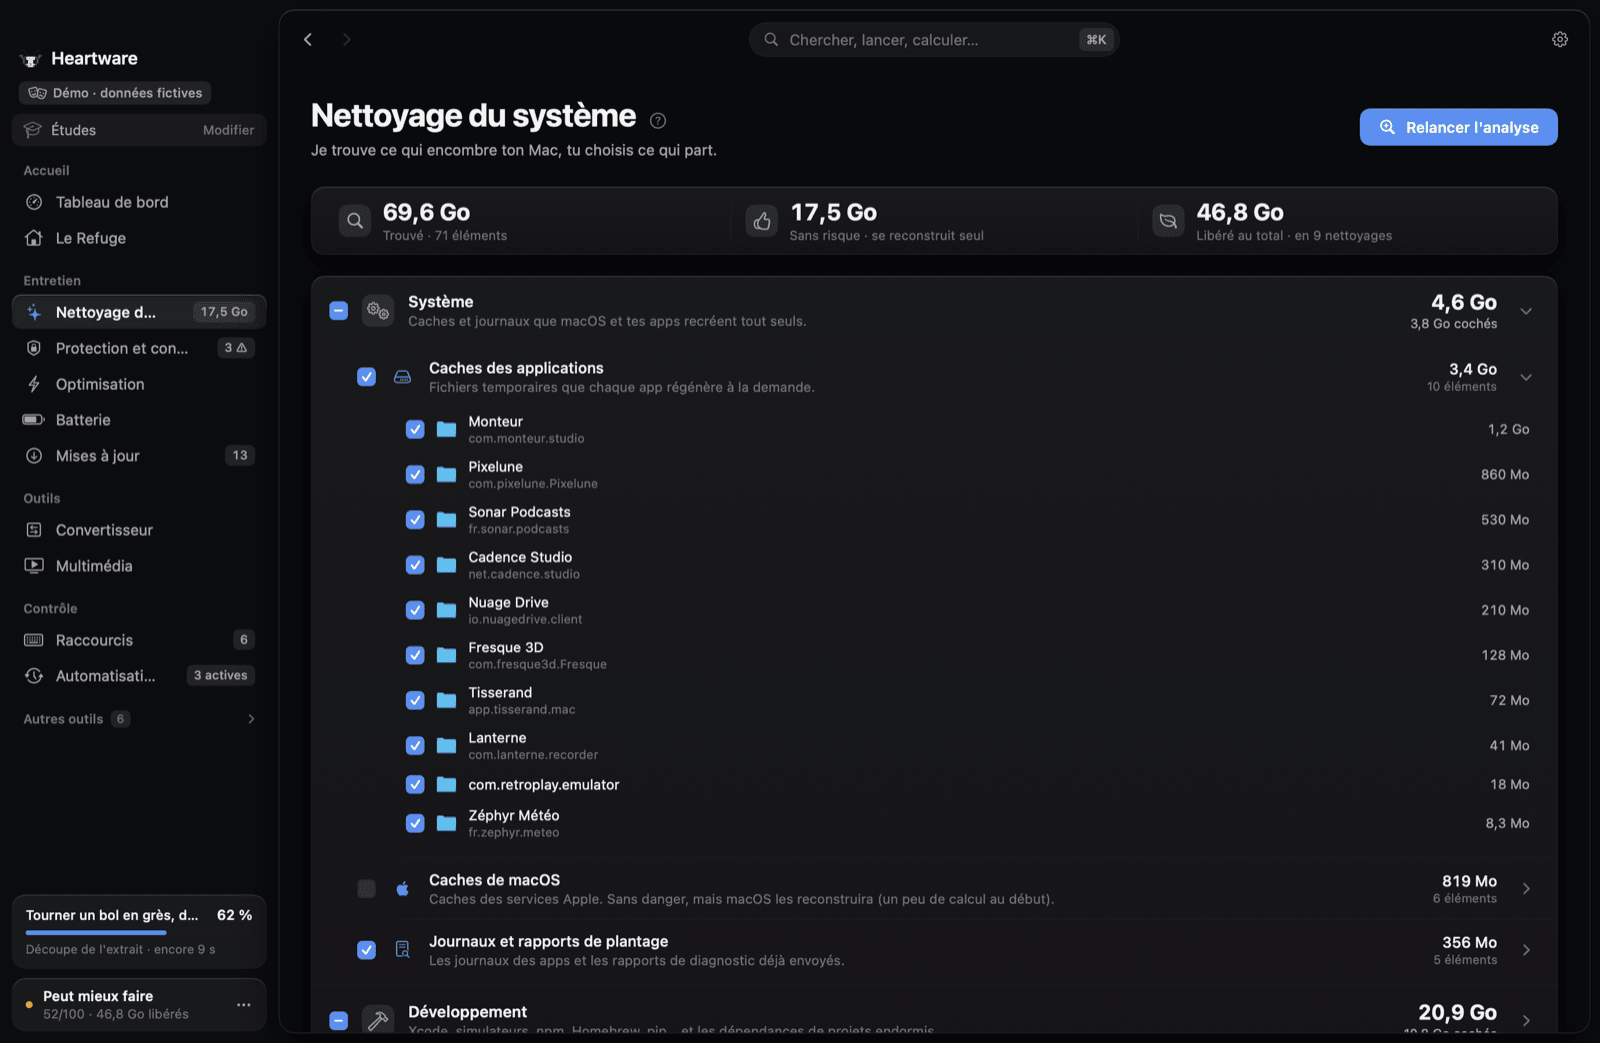 Heartware
Démo · données fictives
Études
Modifier
Accueil
Tableau de bord
Le Refuge
Entretien
Nettoyage d...
17,5 Go
Protection et con...
3
Optimisation
Batterie
Mises à jour
13
Outils
Convertisseur
Multimédia
Contrôle
Raccourcis
6
Automatisati...
3 actives
Autres outils
6
Tourner un bol en grès, d...
62 %
Découpe de l'extrait · encore 9 s
Peut mieux faire
52/100 · 46,8 Go libérés
Chercher, lancer, calculer...
⌘K
Nettoyage du système
?
Je trouve ce qui encombre ton Mac, tu choisis ce qui part.
Relancer l'analyse
69,6 Go
Trouvé · 71 éléments
17,5 Go
Sans risque · se reconstruit seul
46,8 Go
Libéré au total · en 9 nettoyages
Système
Caches et journaux que macOS et tes apps recréent tout seuls.
4,6 Go
3,8 Go cochés
Caches des applications
Fichiers temporaires que chaque app régénère à la demande.
3,4 Go
10 éléments
Monteur
com.monteur.studio
1,2 Go
Pixelune
com.pixelune.Pixelune
860 Mo
Sonar Podcasts
fr.sonar.podcasts
530 Mo
Cadence Studio
net.cadence.studio
310 Mo
Nuage Drive
io.nuagedrive.client
210 Mo
Fresque 3D
com.fresque3d.Fresque
128 Mo
Tisserand
app.tisserand.mac
72 Mo
Lanterne
com.lanterne.recorder
41 Mo
com.retroplay.emulator
18 Mo
Zéphyr Météo
fr.zephyr.meteo
8,3 Mo
Caches de macOS
Caches des services Apple. Sans danger, mais macOS les reconstruira (un peu de calcul au début).
819 Mo
6 éléments
Journaux et rapports de plantage
Les journaux des apps et les rapports de diagnostic déjà envoyés.
356 Mo
5 éléments
Développement
Xcode, simulateurs, npm, Homebrew, pip... et les dépendances de projets endormis.
20,9 Go
Go cochés